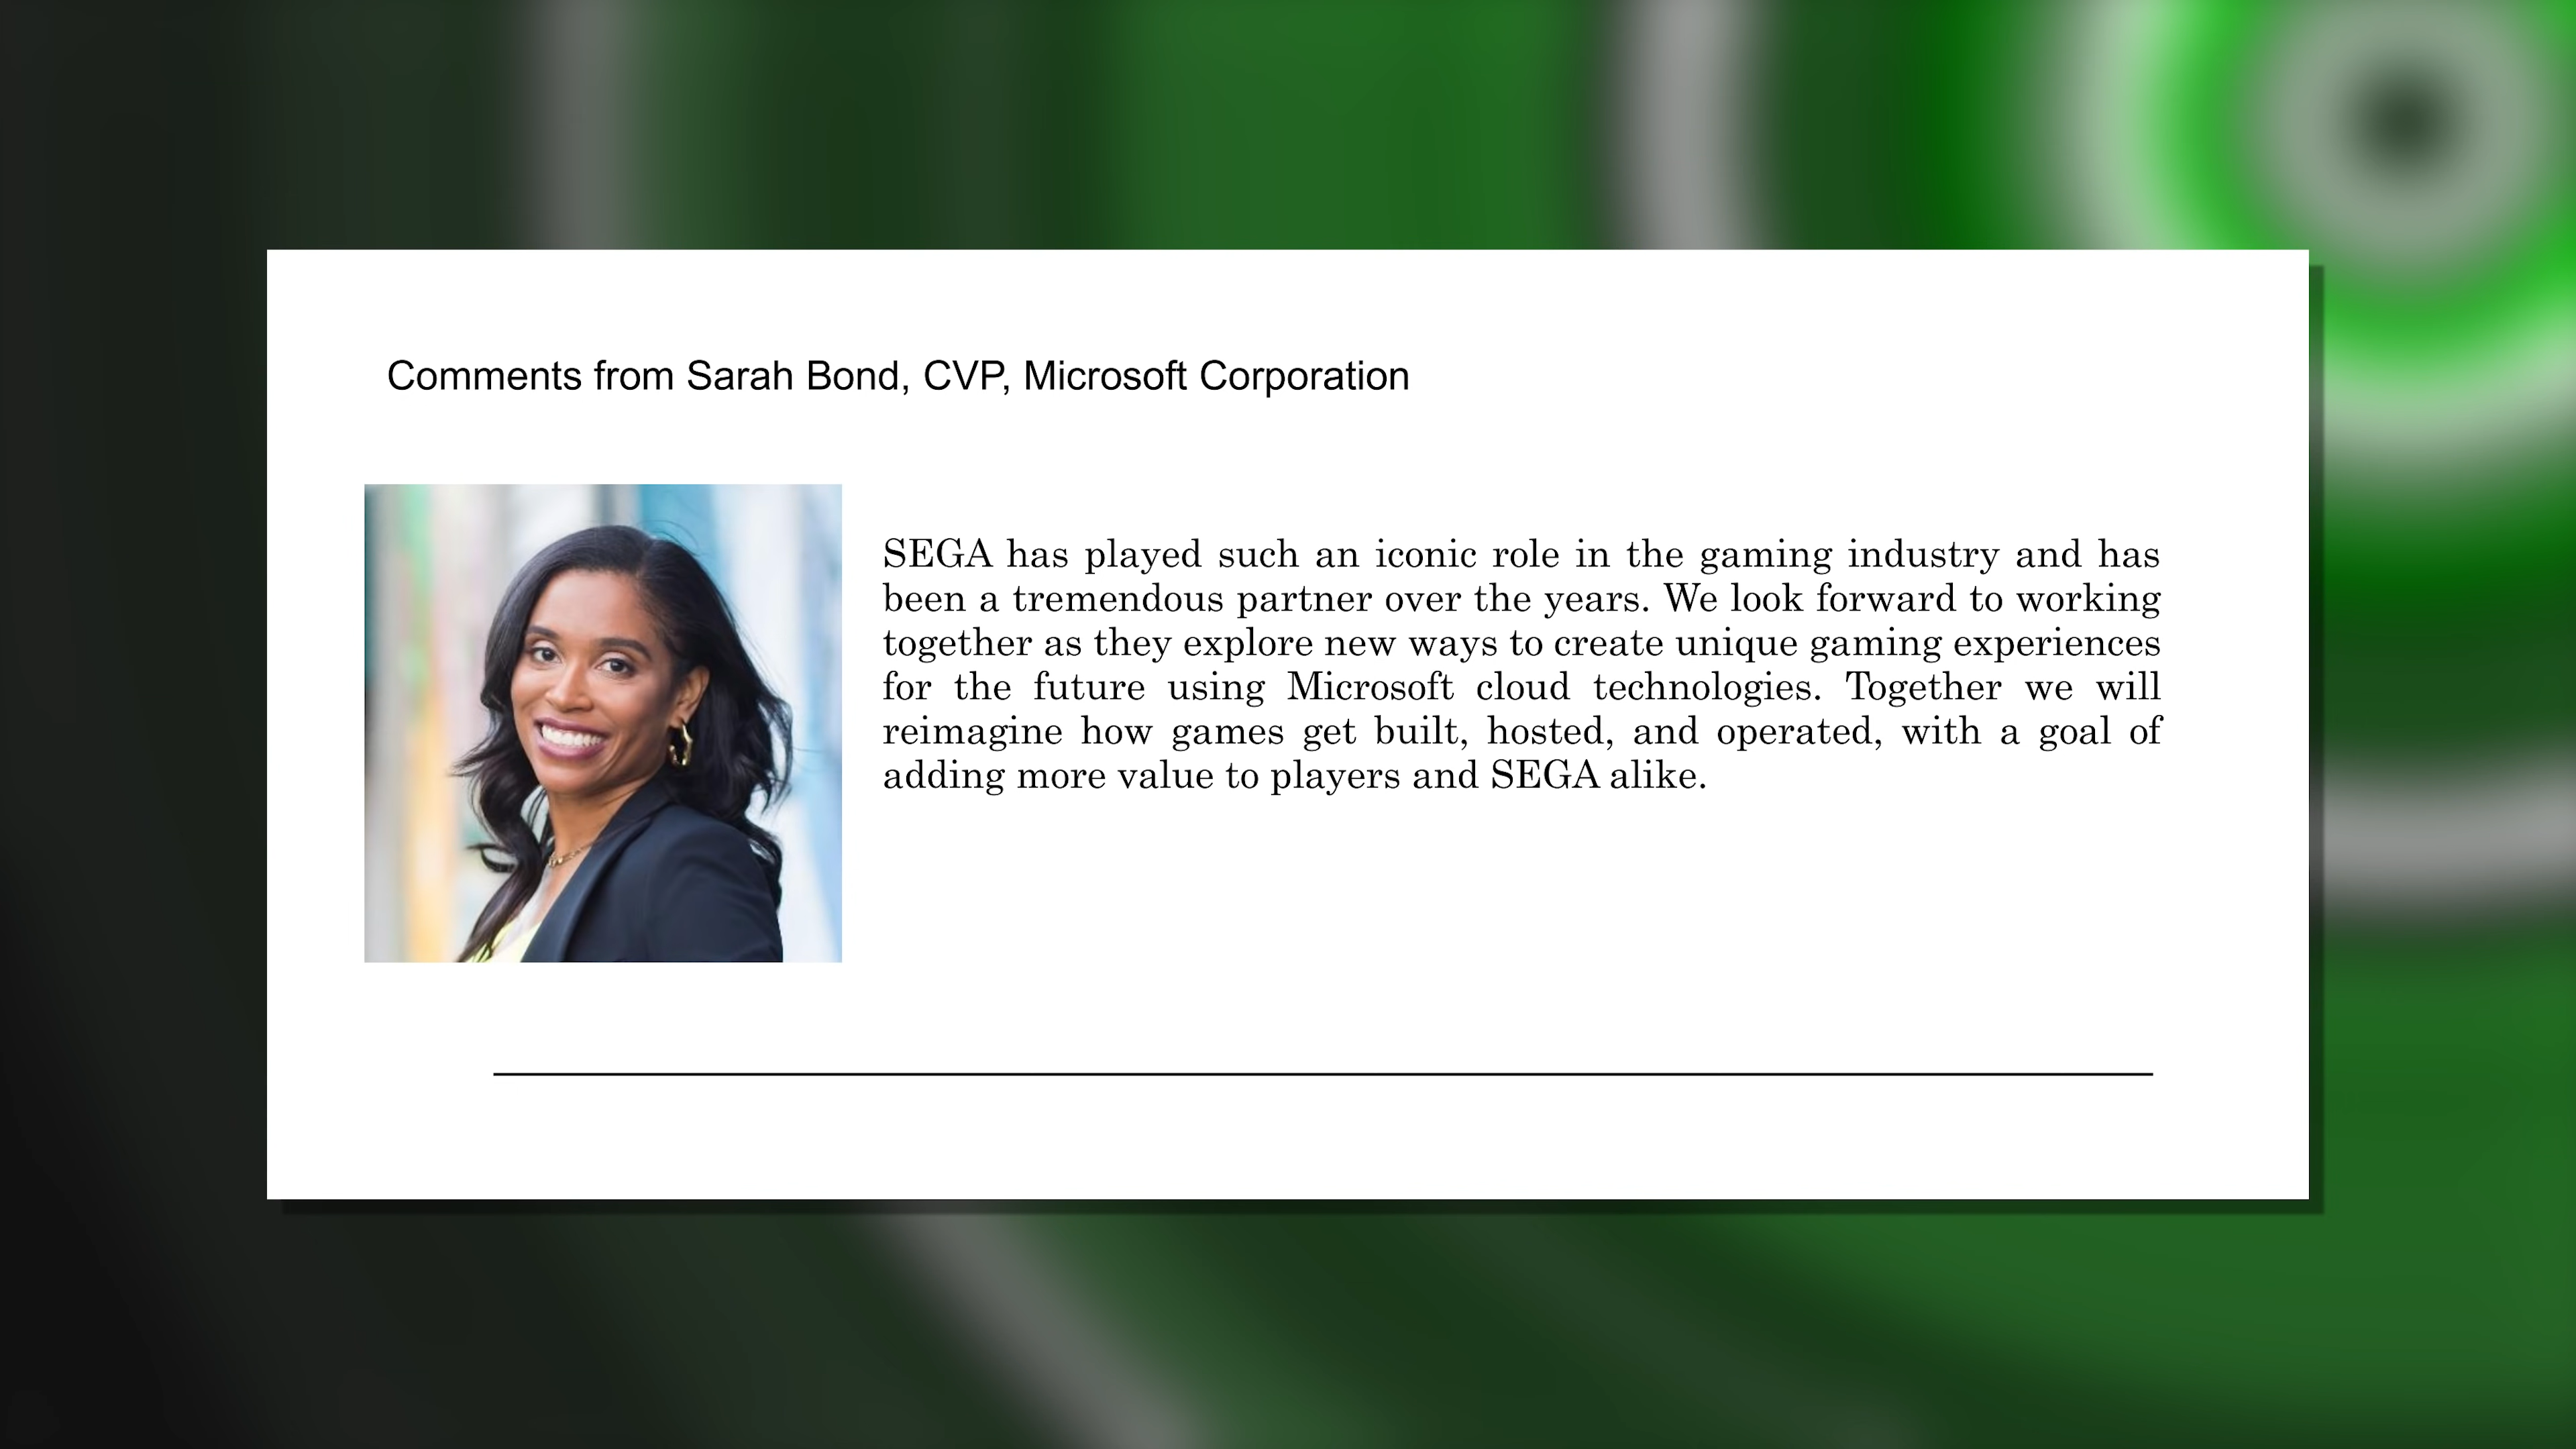 Comments from Sarah Bond, CVP, Microsoft Corporation
SEGA has played such an iconic role in the gaming industry and has
been a tremendous partner over the years. We look forward to working
together as they explore new ways to create unique gaming experiences
for the future using Microsoft cloud technologies. Together we will
reimagine how games get built, hosted, and operated, with a goal of
adding more value to players and SEGA alike.